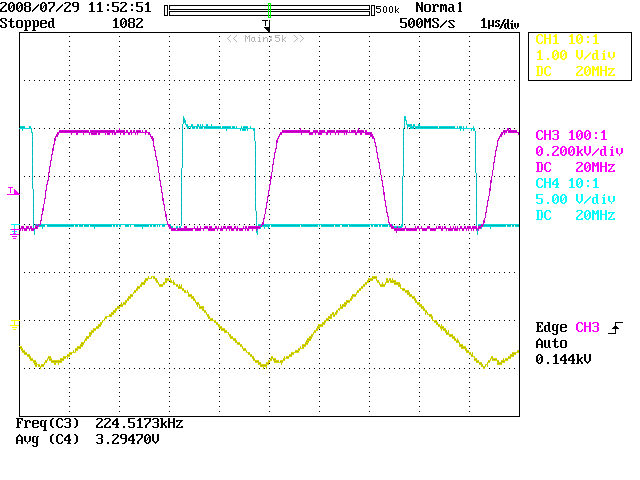 2008/07/29 11:52:51 500k Normal
Stopped 1082 500MS/s 1µs/div
<< Main:5k >>
CH1 10:1
1.00 V/div
DC 20MHz
CH3 100:1
0.200kV/div
DC 20MHz
CH4 10:1
5.00 V/div
DC 20MHz
Edge CH3
Auto
0.144kV
Freq(C3) 224.5173kHz
Avg (C4) 3.29470V